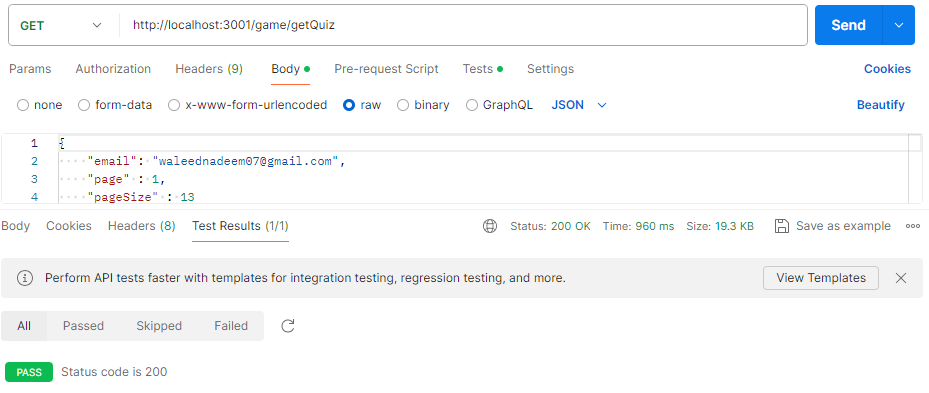 GET http://localhost:3001/game/getQuiz Send
Params Authorization Headers (9) Body Pre-request Script Tests Settings Cookies
none form-data x-www-form-urlencoded raw binary GraphQL JSON Beautify
1 {
2 ····"email":·"waleednadeem07@gmail.com",
3 ····"page"·:·1,
4 ····"pageSize"·:·13
Body Cookies Headers (8) Test Results (1/1) Status: 200 OK Time: 960 ms Size: 19.3 KB Save as example
Perform API tests faster with templates for integration testing, regression testing, and more. View Templates
All Passed Skipped Failed
PASS Status code is 200